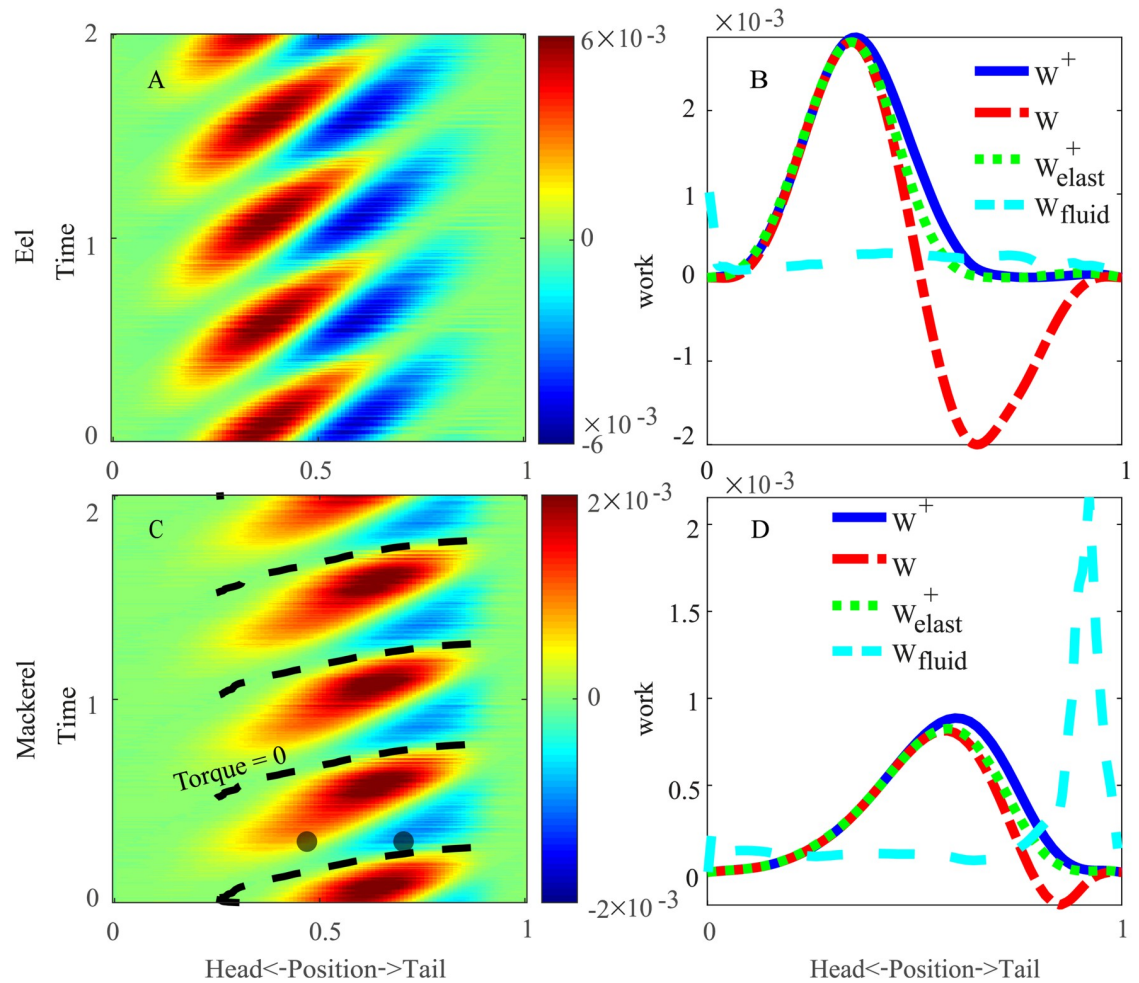 2
A
1
0
0
0.5
1
Eel
Time
6×10⁻³
0
×10⁻³
-6
×10⁻³
B
W⁺
W
W⁺elast
Wfluid
2
1
0
-1
-2
work
0
1
2
C
1
0
0
0.5
1
Torque = 0
Mackerel
Time
Head<-Position->Tail
2×10⁻³
0
-2×10⁻³
×10⁻³
D
W⁺
W
W⁺elast
Wfluid
2
1.5
1
0.5
0
work
0
1
Head<-Position->Tail